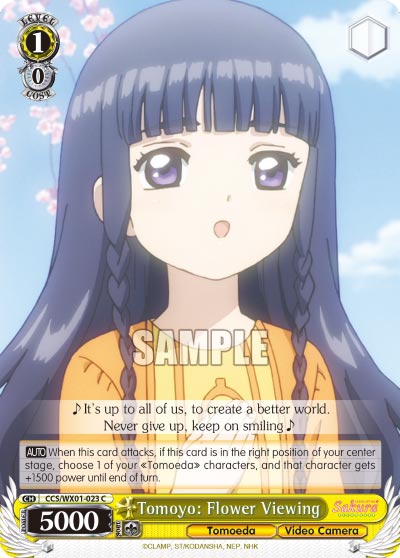 LEVEL
1
0
COST
SAMPLE
♪It's up to all of us, to create a better world.
Never give up, keep on smiling♪
AUTO When this card attacks, if this card is in the right position of your center
stage, choose 1 of your «Tomoeda» characters, and that character gets
+1500 power until end of turn.
CH CCS/WX01-023 C
POWER 5000 Tomoyo: Flower Viewing Sakura
Tomoeda Video Camera
©CLAMP, ST/KODANSHA, NEP, NHK